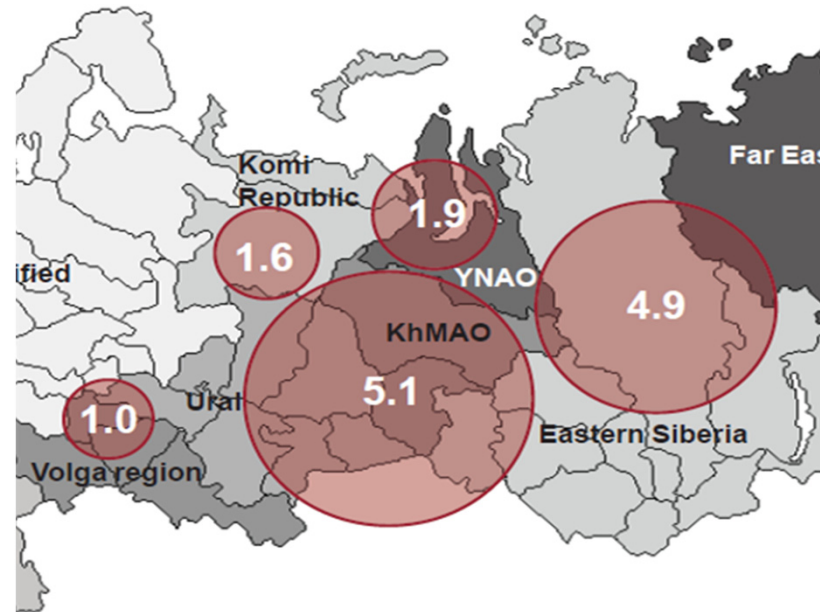 Komi
Republic
Far Eas
1.9
1.6
ified
YNAO
4.9
KhMAO
5.1
Ural
1.0
Eastern Siberia
Volga region